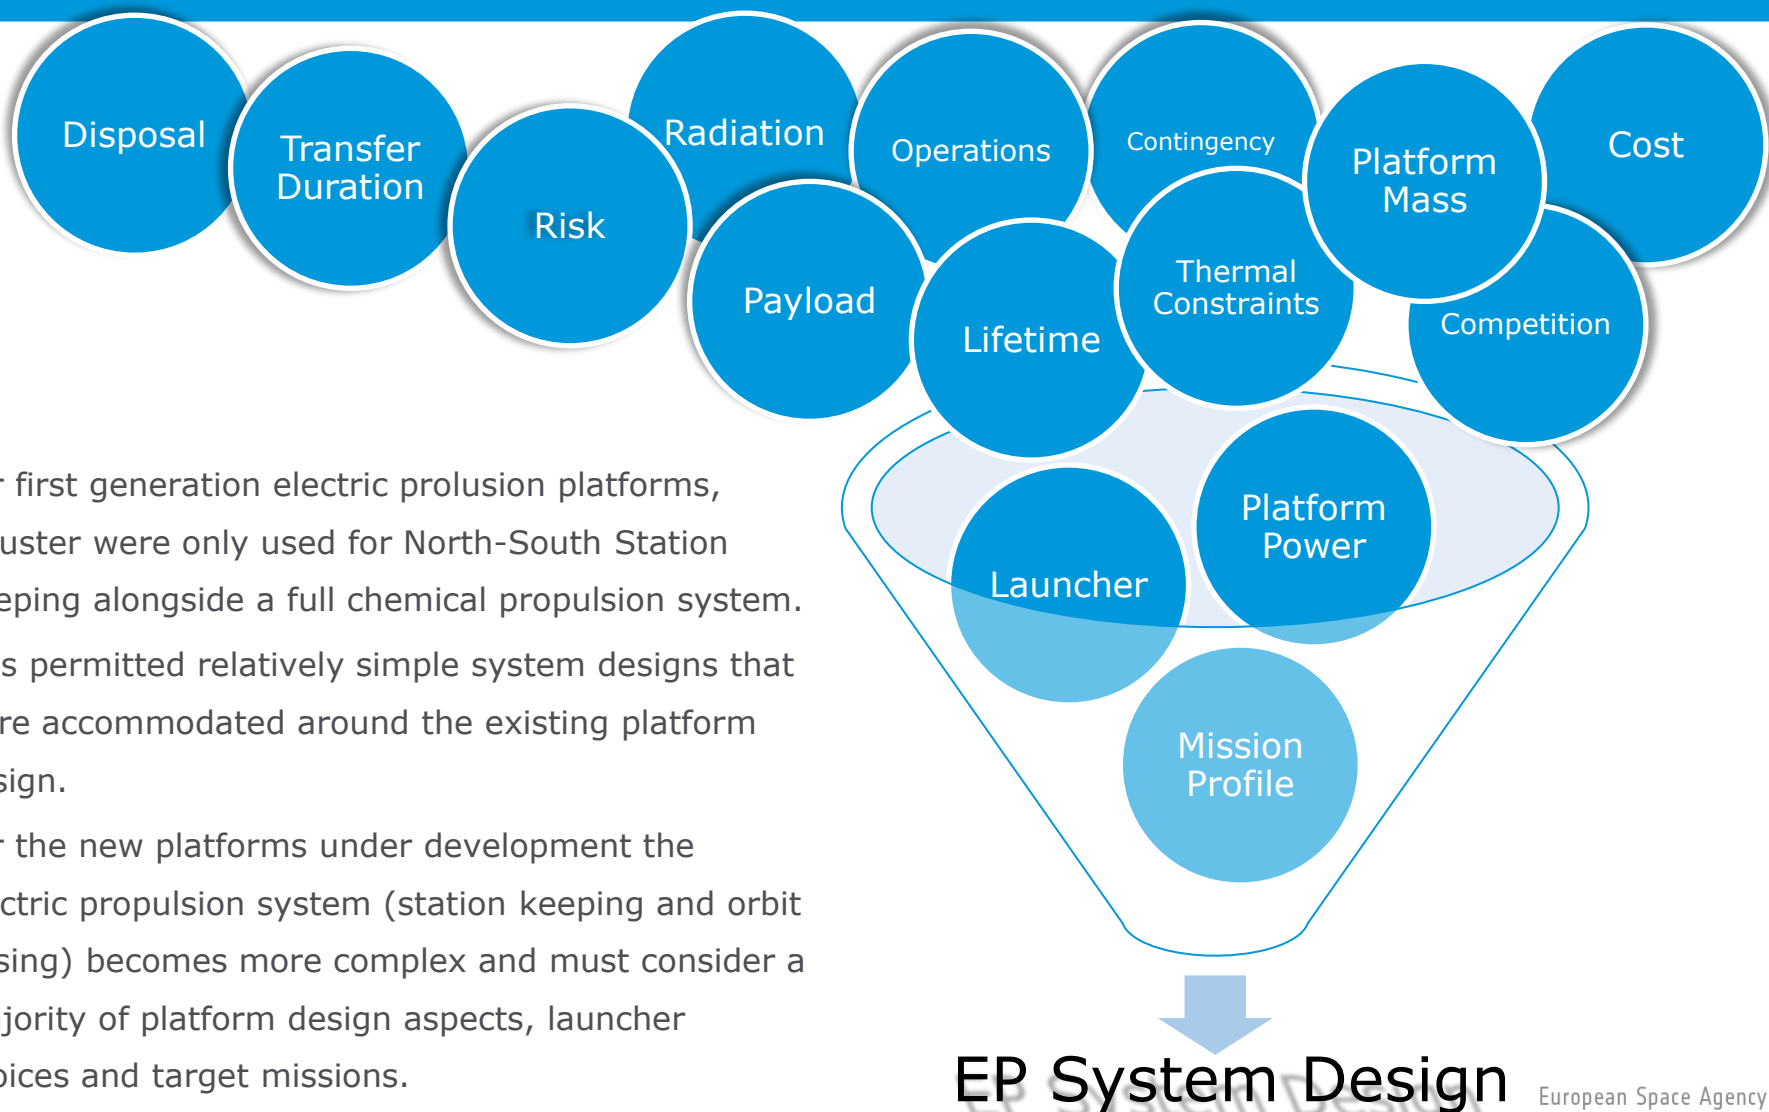 Disposal
Transfer
Duration
Risk
Radiation
Payload
Operations
Lifetime
Contingency
Thermal
Constraints
Platform
Mass
Cost
Competition
Platform
Power
Launcher
Mission
Profile
r first generation electric prolusion platforms,
uster were only used for North-South Station
eping alongside a full chemical propulsion system.
s permitted relatively simple system designs that
re accommodated around the existing platform
sign.
r the new platforms under development the
ctric propulsion system (station keeping and orbit
sing) becomes more complex and must consider a
jority of platform design aspects, launcher
oices and target missions.
EP System Design
European Space Agency